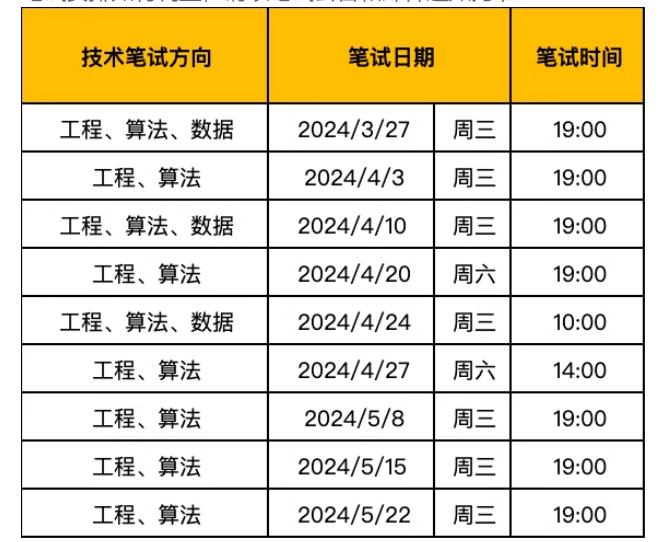 技术笔试方向 笔试日期 笔试时间
工程、算法、数据 2024/3/27 周三 19:00
工程、算法 2024/4/3 周三 19:00
工程、算法、数据 2024/4/10 周三 19:00
工程、算法 2024/4/20 周六 19:00
工程、算法、数据 2024/4/24 周三 10:00
工程、算法 2024/4/27 周六 14:00
工程、算法 2024/5/8 周三 19:00
工程、算法 2024/5/15 周三 19:00
工程、算法 2024/5/22 周三 19:00